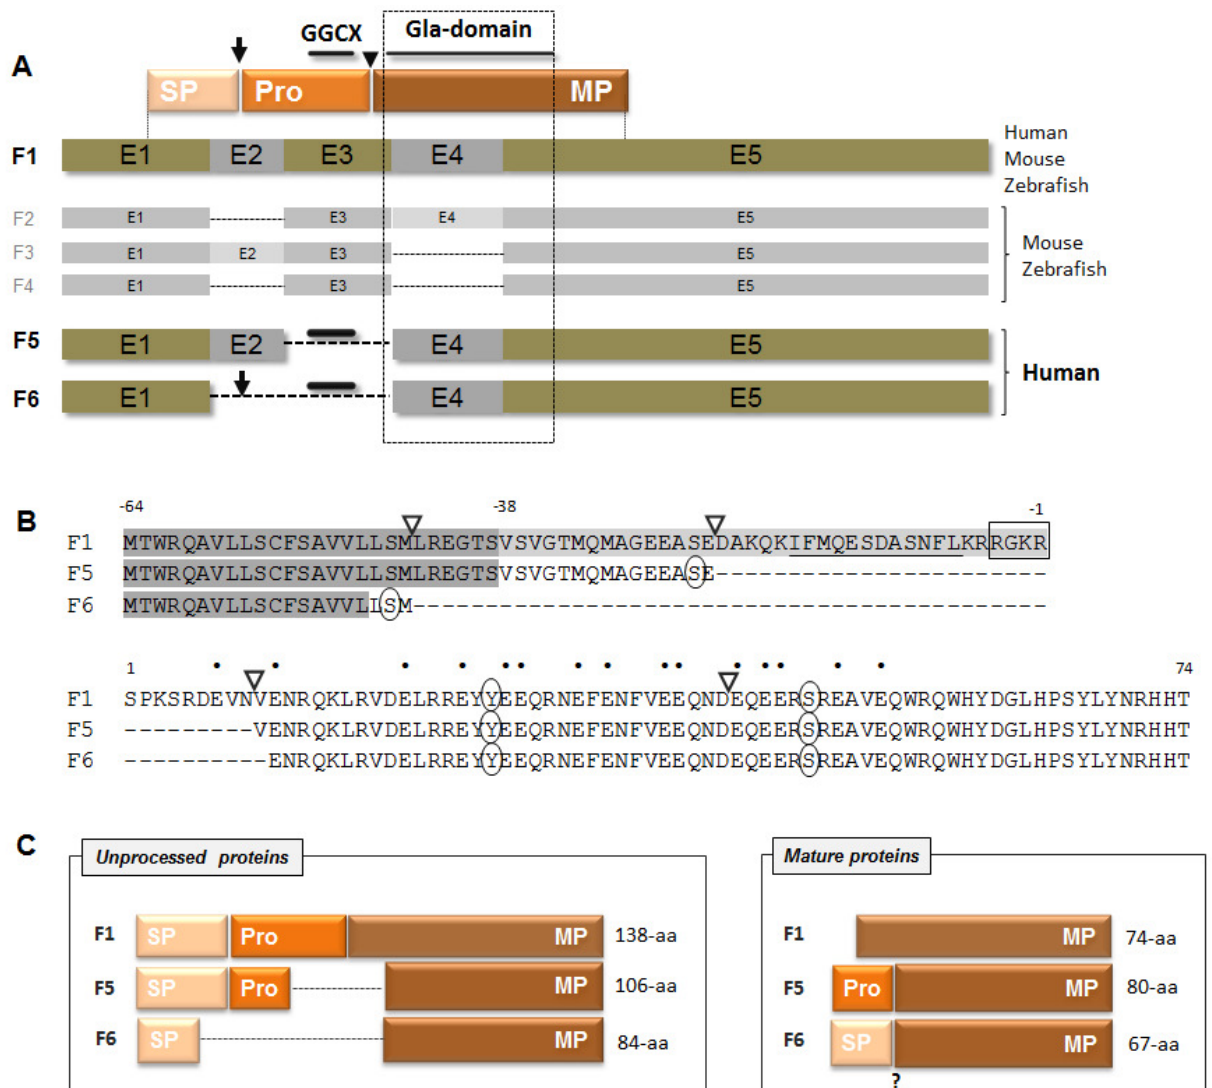 A
GGCX
Gla-domain
SP Pro MP
F1 E1 E2 E3 E4 E5
Human
Mouse
Zebrafish
F2 E1 E3 E4 E5
F3 E1 E2 E3 E5
F4 E1 E3 E5
Mouse
Zebrafish
F5 E1 E2 E4 E5
F6 E1 E4 E5
Human
B
-64 -38 -1
F1 MTWRQAVLLSCFSAVVLLSMLREGTSVSVGTMQMAGEEASEDAKQKIFMQESDASNFLKRRGKR
F5 MTWRQAVLLSCFSAVVLLSMLREGTSVSVGTMQMAGEEASE-----------------------
F6 MTWRQAVLLSCFSAVVLLSM--------------------------------------------
1 74
F1 SPKSRDEVNVENRQKLRVDELRREYYEEQRNEFENFVEEQNDEQEERSREAVEQWRQWHYDGLHPSYLYNRHHT
F5 ---------VENRQKLRVDELRREYYEEQRNEFENFVEEQNDEQEERSREAVEQWRQWHYDGLHPSYLYNRHHT
F6 ----------ENRQKLRVDELRREYYEEQRNEFENFVEEQNDEQEERSREAVEQWRQWHYDGLHPSYLYNRHHT
C
Unprocessed proteins
F1 SP Pro MP 138-aa
F5 SP Pro MP 106-aa
F6 SP MP 84-aa
Mature proteins
F1 MP 74-aa
F5 Pro MP 80-aa
F6 SP MP 67-aa
?